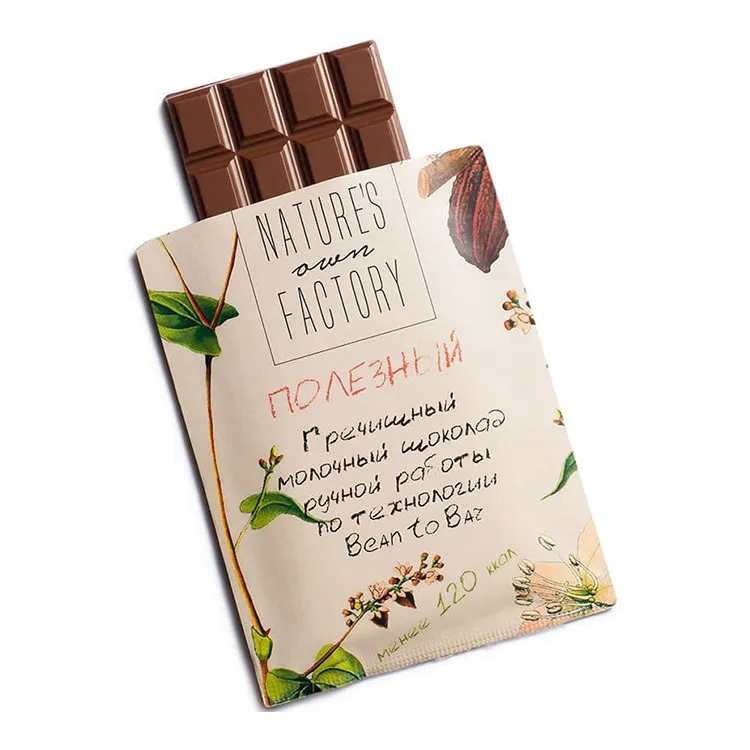 NATURE'S
own
FACTORY
ПОЛЕЗНЫЙ
Гречишный
молочный шоколад
ручной работы
по технологии
Bean to Bar
менее 120 ккал